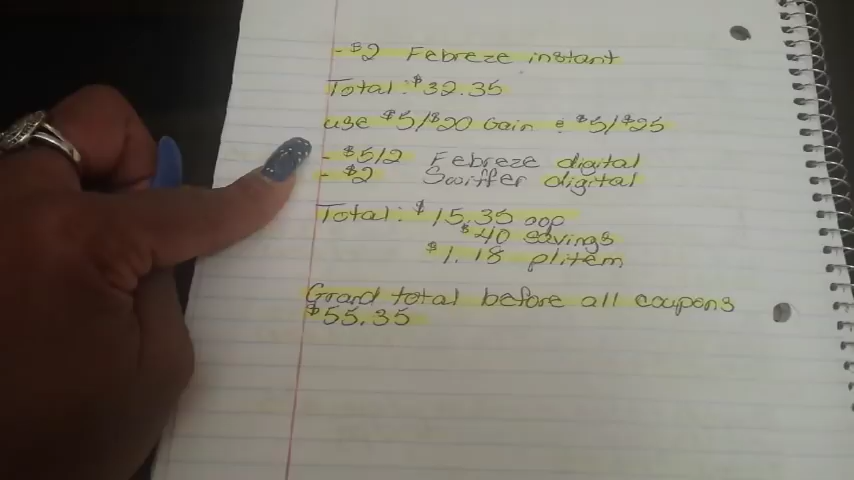 - $2 Febreze instant
Total: $32.35
use $5/$20 Gain & $5/$25
- $5/2 Febreze digital
- $2 Swiffer digital
Total: $15.35 oop
$40 savings
$1.18 p/item
Grand total before all coupons
$55.35